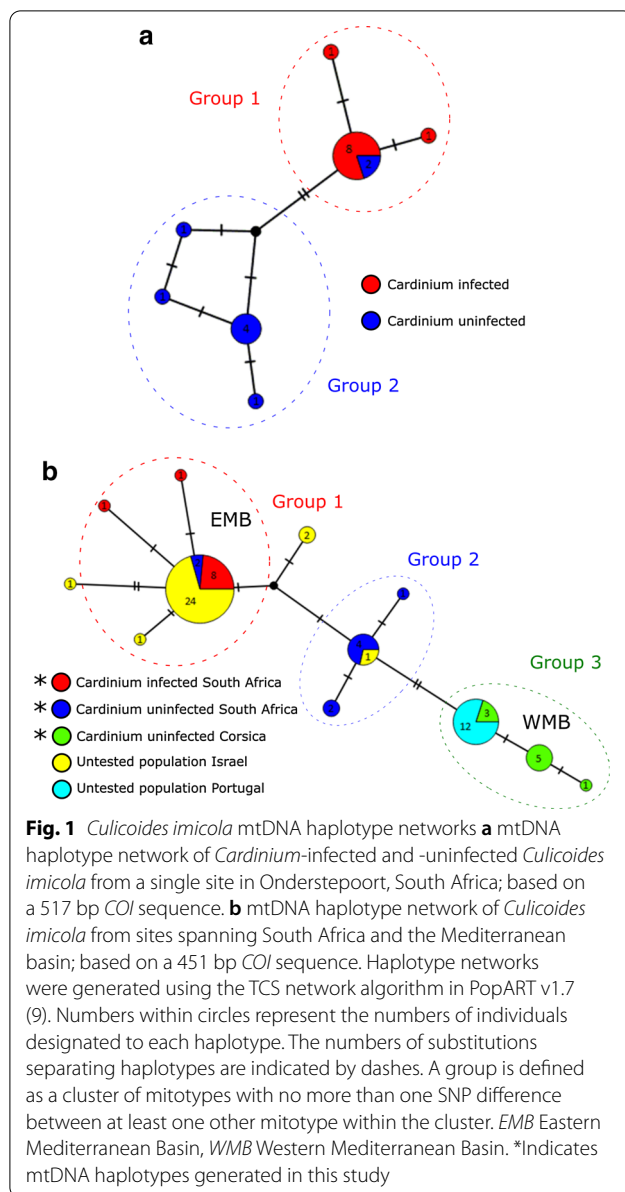 a
1
Group 1
8
1
2
1
Cardinium infected
1
Cardinium uninfected
4
Group 2
1
b
1
Group 1
1
EMB
2
Group 2
8
1
1
24
1
1
Group 3
* Cardinium infected South Africa
* Cardinium uninfected South Africa
2
3
WMB
* Cardinium uninfected Corsica
12
5
Untested population Israel
1
Untested population Portugal
Fig. 1 Culicoides imicola mtDNA haplotype networks a mtDNA
haplotype network of Cardinium-infected and -uninfected Culicoides
imicola from a single site in Onderstepoort, South Africa; based on
a 517 bp COI sequence. b mtDNA haplotype network of Culicoides
imicola from sites spanning South Africa and the Mediterranean
basin; based on a 451 bp COI sequence. Haplotype networks
were generated using the TCS network algorithm in PopART v1.7
(9). Numbers within circles represent the numbers of individuals
designated to each haplotype. The numbers of substitutions
separating haplotypes are indicated by dashes. A group is defined
as a cluster of mitotypes with no more than one SNP difference
between at least one other mitotype within the cluster. EMB Eastern
Mediterranean Basin, WMB Western Mediterranean Basin. *Indicates
mtDNA haplotypes generated in this study